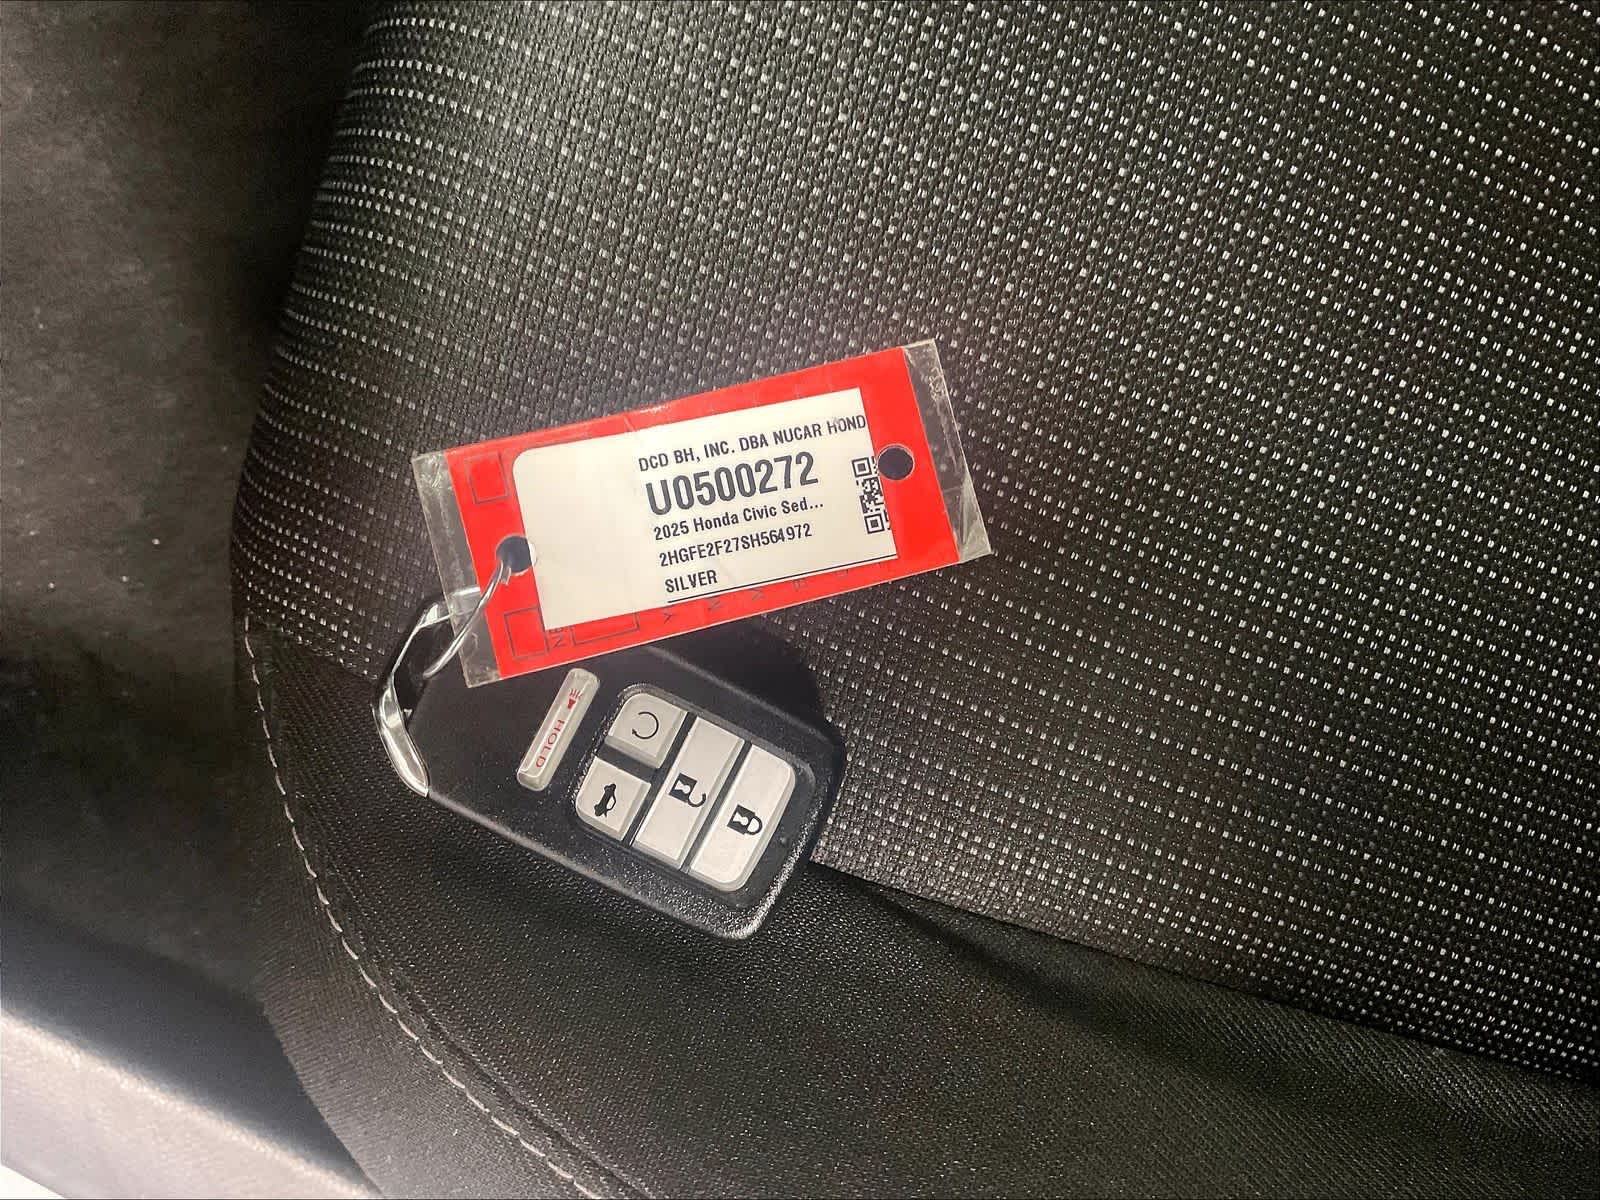 DCD BH, INC. DBA NUCAR HOND
U0500272
2025 Honda Civic Sed...
2HGFE2F27SH564972
SILVER
HOLD